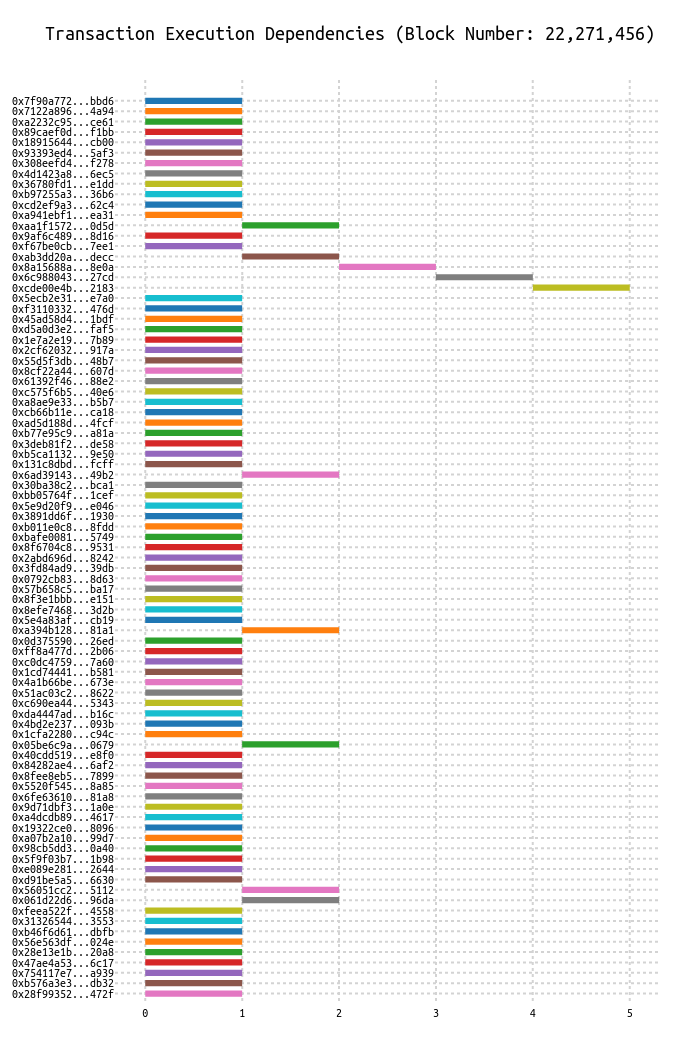 Transaction Execution Dependencies (Block Number: 22,271,456)
0x7f90a772...bbd6
0x7122a896...4a94
0xa2232c95...ce61
0x89caef0d...f1bb
0x18915644...cb00
0x93393ed4...5af3
0x308eefd4...f278
0x4d1423a8...6ec5
0x36780fd1...e1dd
0xb97255a3...36b6
0xcd2ef9a3...62c4
0xa941ebf1...ea31
0xaa1f1572...0d5d
0x9af6c489...8d16
0xf67be0cb...7ee1
0xab3dd20a...decc
0x8a15688a...8e0a
0x6c988043...27cd
0xcde00e4b...2183
0x5ecb2e31...e7a0
0xf3110332...476d
0x45ad58d4...1bdf
0xd5a0d3e2...faf5
0x1e7a2e19...7b89
0x2cf62032...917a
0x55d5f3db...48b7
0x8cf22a44...607d
0x61392f46...88e2
0xc575f6b5...40e6
0xa8ae9e33...b5b7
0xcb66b11e...ca18
0xad5d188d...4fcf
0xb77e95c9...a81a
0x3deb81f2...de58
0xb5ca1132...9e50
0x131c8dbd...fcff
0x6ad39143...49b2
0x30ba38c2...bca1
0xbb05764f...1cef
0x5e9d20f9...e046
0x3891dd6f...1930
0xb011e0c8...8fdd
0xbafe0081...5749
0x8f6704c8...9531
0x2abd696d...8242
0x3fd84ad9...39db
0x0792cb83...8d63
0x57b658c5...ba17
0x8f3e1bbb...e151
0x8efe7468...3d2b
0x5e4a83af...cb19
0xa394b128...81a1
0x0d375590...26ed
0xff8a477d...2b06
0xc0dc4759...7a60
0x1cd74441...b581
0x4a1b66be...673e
0x51ac03c2...8622
0xc690ea44...5343
0xda4447ad...b16c
0x4bd2e237...093b
0x1cfa2280...c94c
0x05be6c9a...0679
0x40cdd519...e8f0
0x84282ae4...6af2
0x8fee8eb5...7899
0x5520f545...8a85
0x6fe63610...81a8
0x9d71dbf3...1a0e
0xa4dcdb89...4617
0x19322ce0...8096
0xa07b2a10...99d7
0x98cb5dd3...0a40
0x5f9f03b7...1b98
0xe089e281...2644
0xd91be5a5...6630
0x56051cc2...5112
0x061d22d6...96da
0xfeea522f...4558
0x31326544...3553
0xb46f6d61...dbfb
0x56e563df...024e
0x28e13e1b...20a8
0x47ae4a53...6c17
0x754117e7...a939
0xb576a3e3...db32
0x28f99352...472f
0 1 2 3 4 5